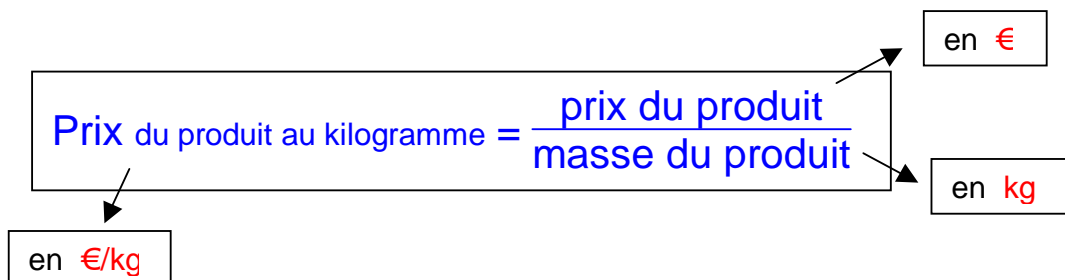 en €
prix du produit
Prix du produit au kilogramme =
masse du produit
en kg
en €/kg